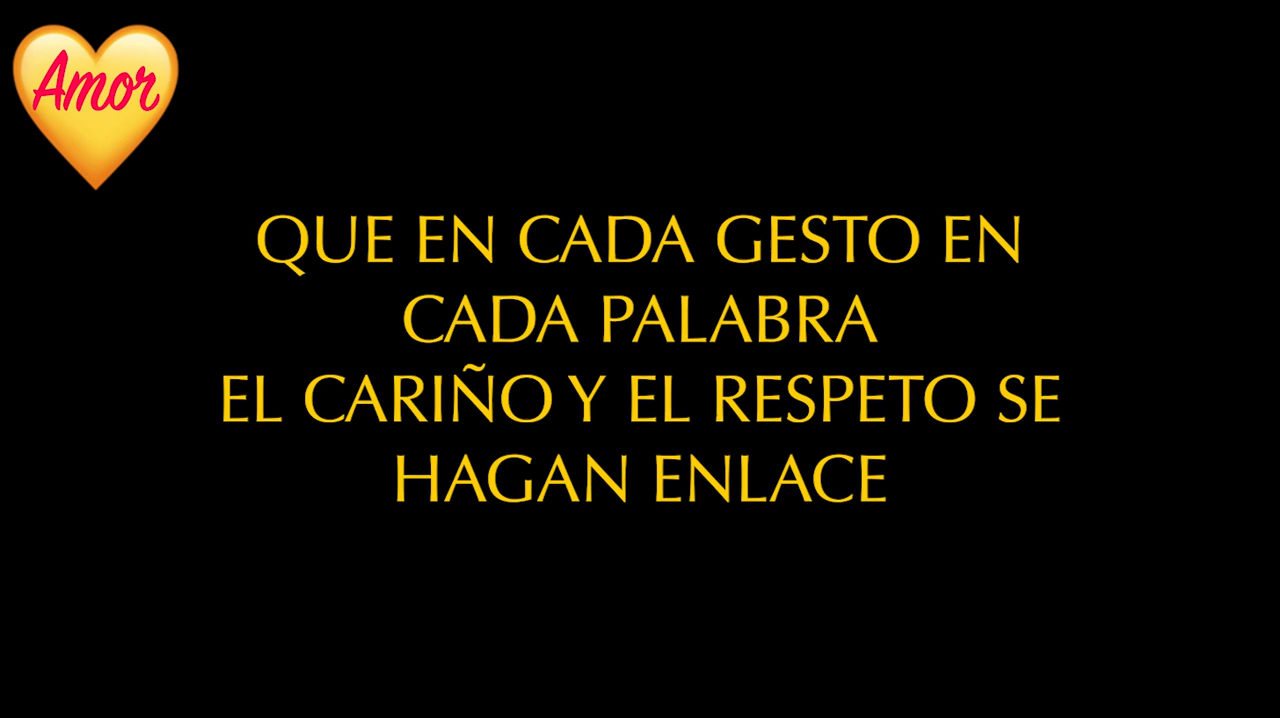 Amor
QUE EN CADA GESTO EN
CADA PALABRA
EL CARIÑO Y EL RESPETO SE
HAGAN ENLACE